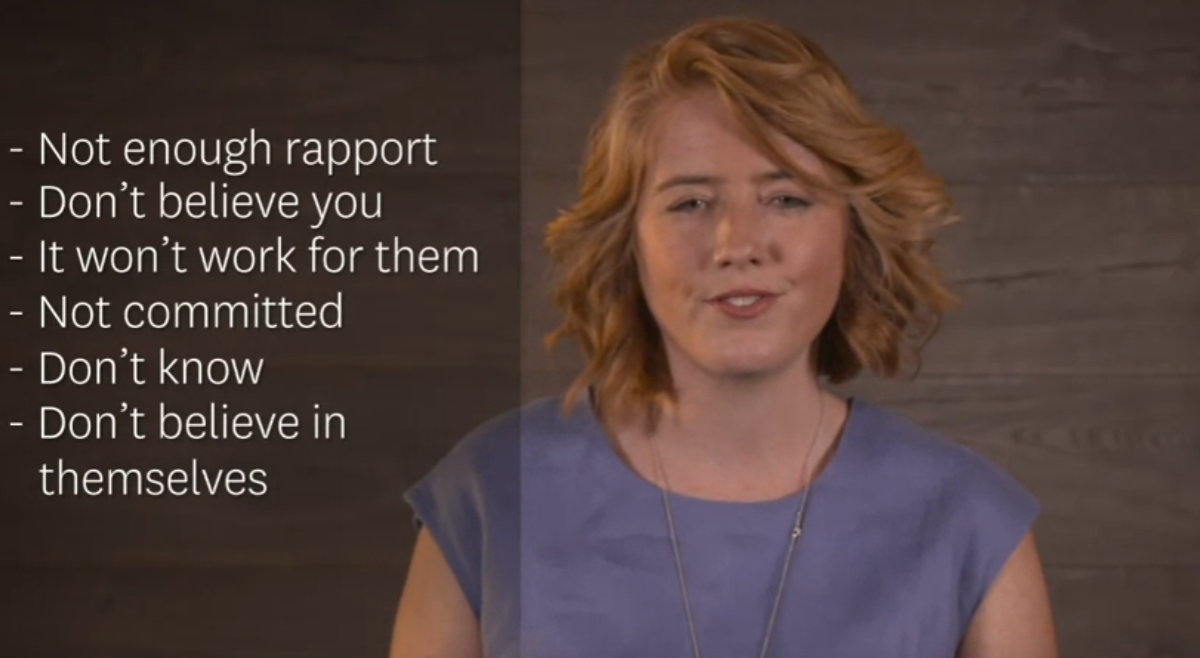 - Not enough rapport
- Don't believe you
- It won't work for them
- Not committed
- Don't know
- Don't believe in
themselves